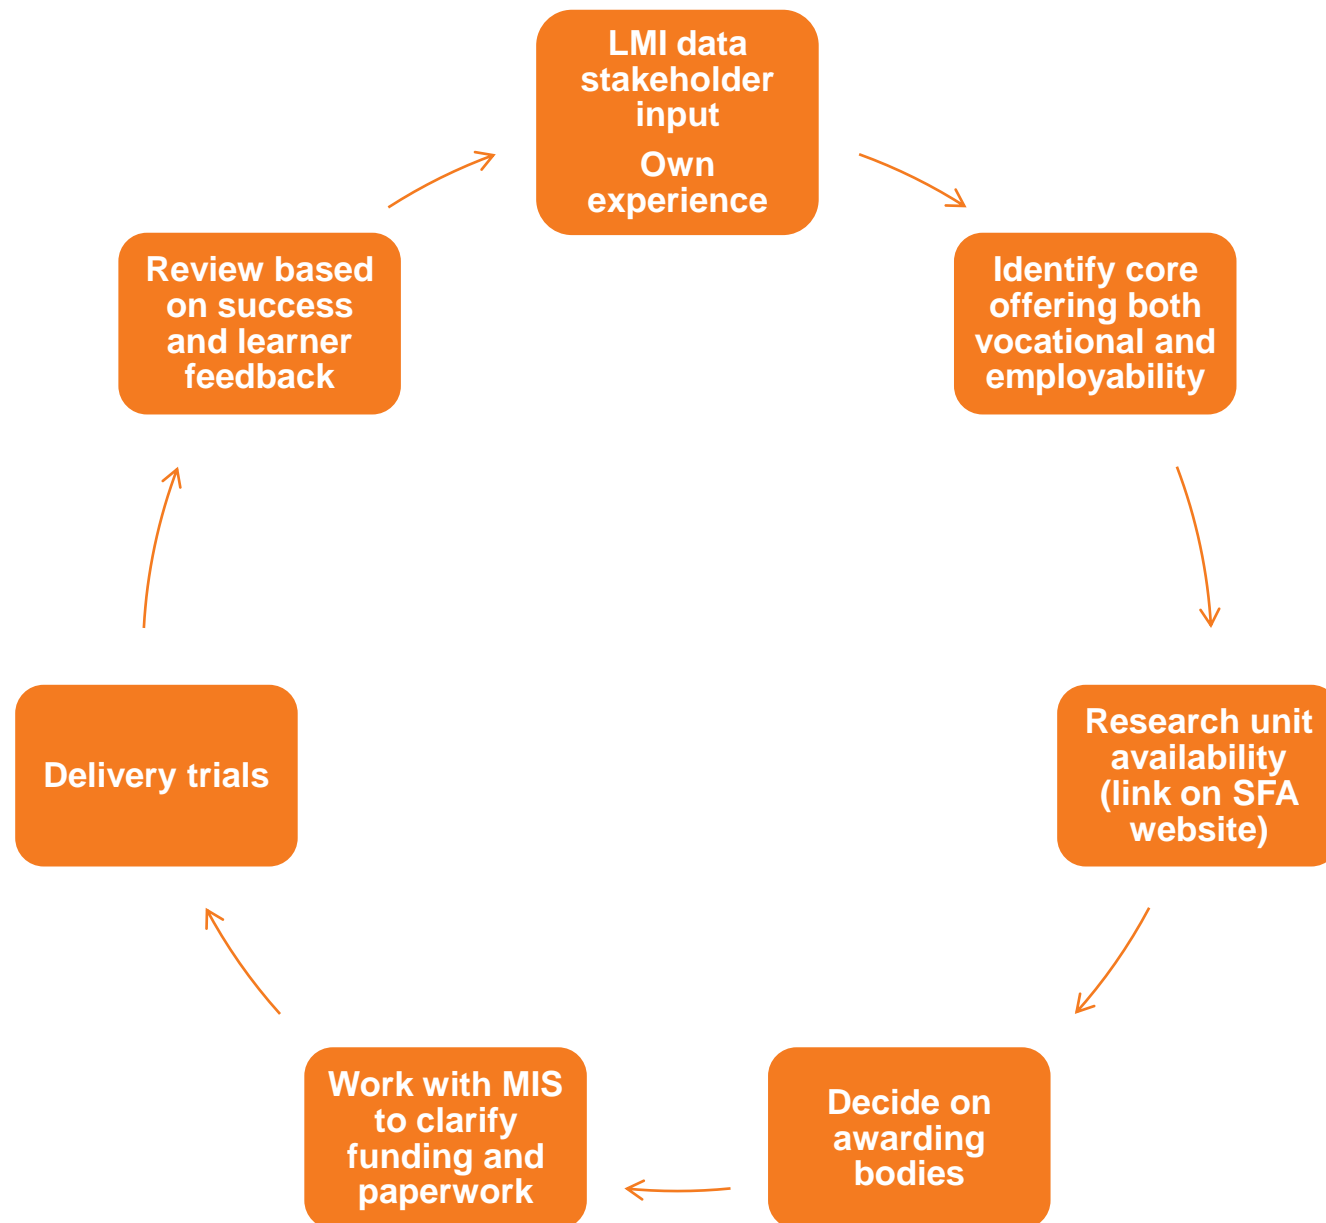 LMI data
stakeholder
input
Own
experience
Identify core
offering both
vocational and
employability
Research unit
availability
(link on SFA
website)
Decide on
awarding
bodies
Work with MIS
to clarify
funding and
paperwork
Delivery trials
Review based
on success
and learner
feedback